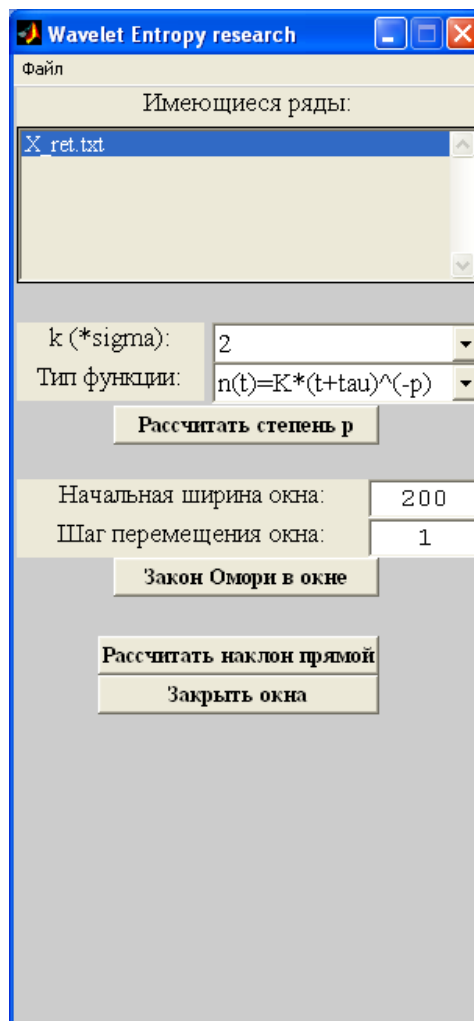 Wavelet Entropy research
Файл
Имеющиеся ряды:
X_ret.txt
k (*sigma): 2
Тип функции: n(t)=K*(t+tau)^(-p)
Рассчитать степень p
Начальная ширина окна: 200
Шаг перемещения окна: 1
Закон Омори в окне
Рассчитать наклон прямой
Закрыть окна